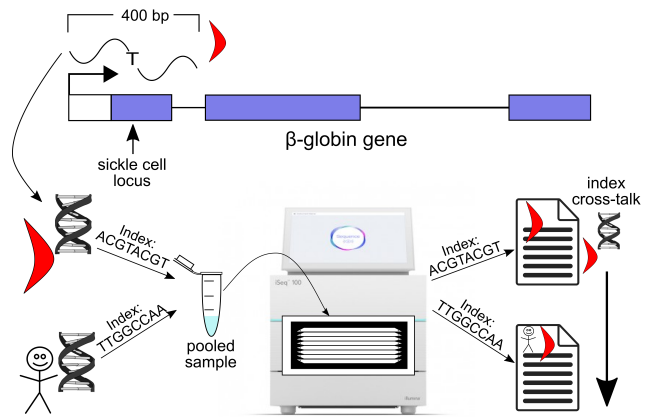 400 bp
T
β-globin gene
sickle cell
locus
index
cross-talk
Index:
ACGTACGT
Index:
TTGGCCAA
pooled
sample
iSeq 100
Index:
ACGTACGT
Index:
TTGGCCAA
illumina